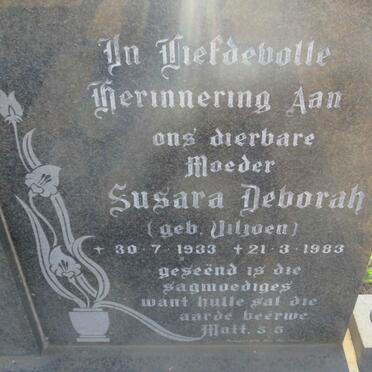 In Liefdevolle
Herinnering Aan
ons dierbare
Moeder
Susara Deborah
(geb. Viljoen)
+ 30-7-1933 + 21-3-1983
geseënd is die
sagmoediges
want hulle sal die
aarde beërwe
Matt. 5:5